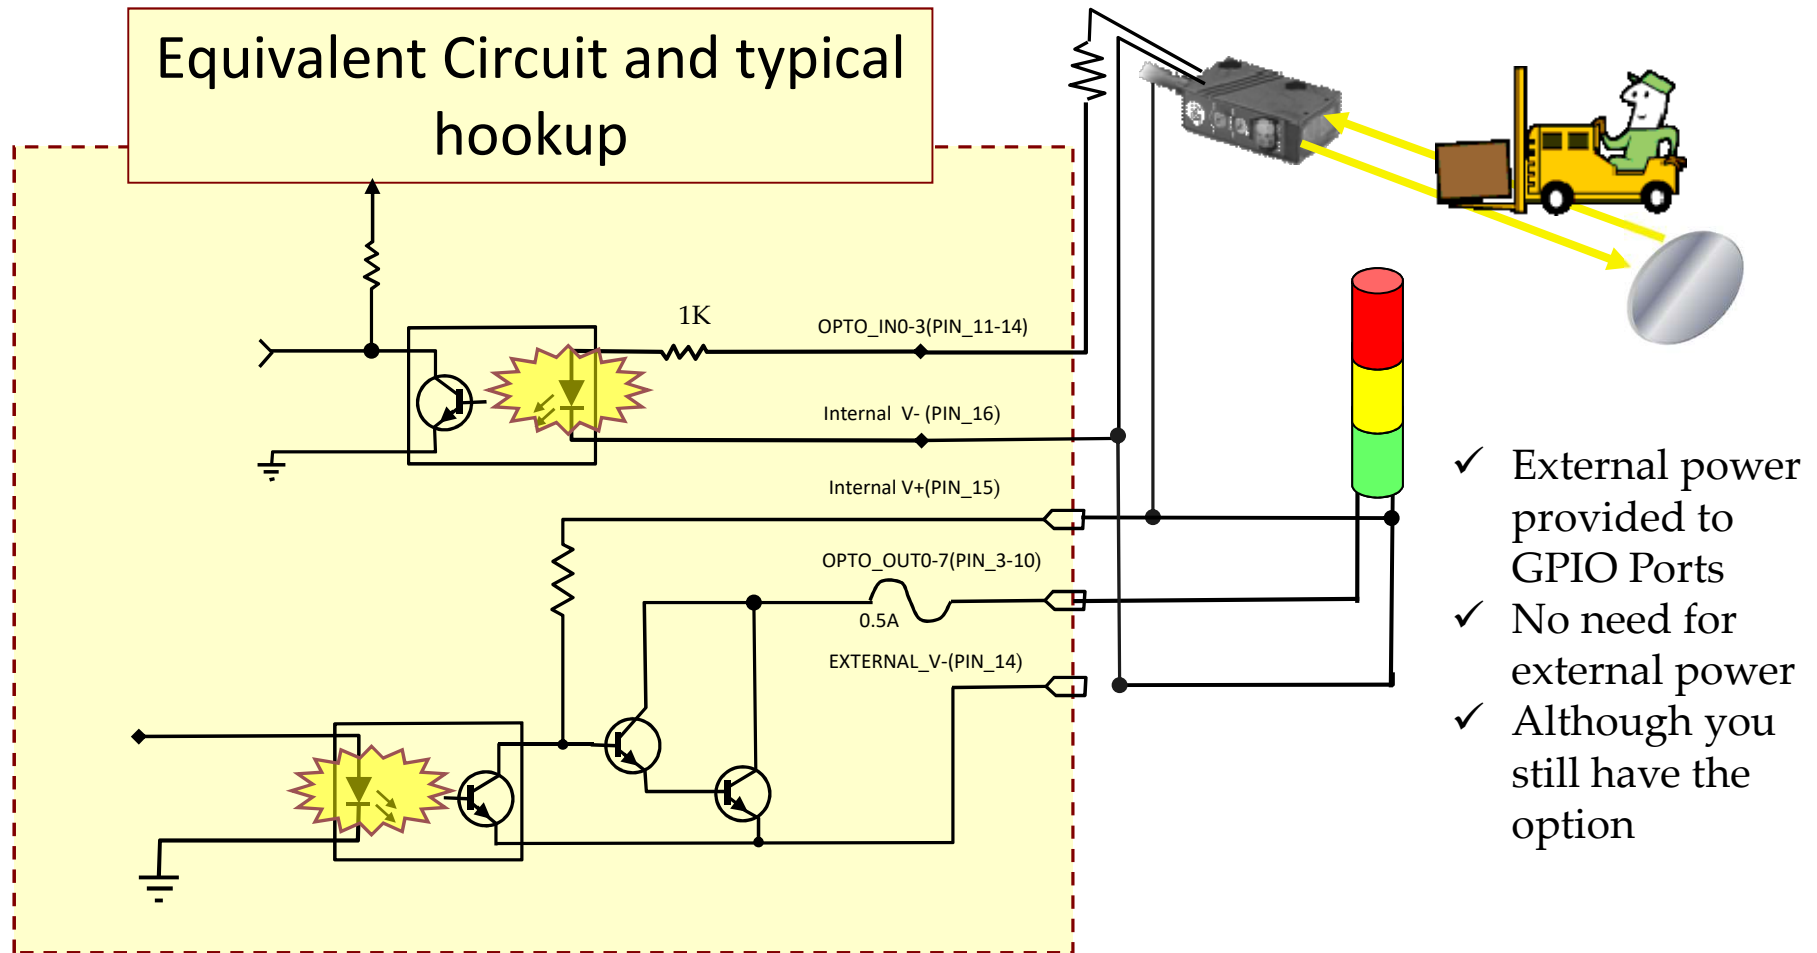 Equivalent Circuit and typical
hookup
1K
OPTO_IN0-3(PIN_11-14)
Internal V- (PIN_16)
Internal V+(PIN_15)
OPTO_OUT0-7(PIN_3-10)
0.5A
EXTERNAL_V-(PIN_14)
✓ External power
provided to
GPIO Ports
✓ No need for
external power
✓ Although you
still have the
option